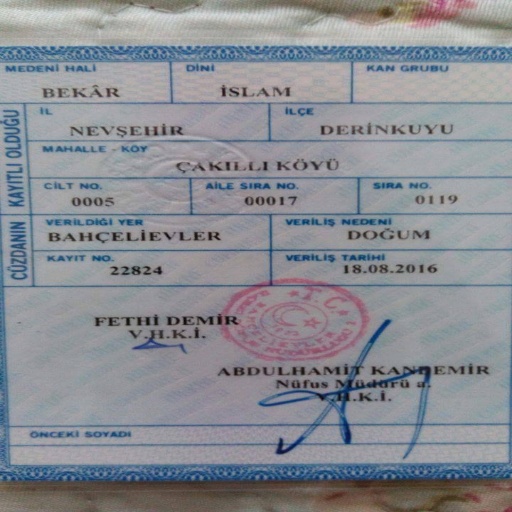 MEDENİ HALİ DİNİ KAN GRUBU
BEKÂR İSLAM
CÜZDANIN KAYITLI OLDUĞU
İL İLÇE
NEVŞEHİR DERİNKUYU
MAHALLE - KÖY
ÇAKILLI KÖYÜ
CİLT NO. AİLE SIRA NO. SIRA NO.
0005 00017 0119
VERİLDİĞİ YER VERİLİŞ NEDENİ
BAHÇELİEVLER DOĞUM
KAYIT NO. VERİLİŞ TARİHİ
22824 18.08.2016
T.C.
FETHİ DEMİR
V.H.K.İ.
ABDULHAMİT KANDEMİR
Nüfus Müdürü a.
V.H.K.İ.
ÖNCEKİ SOYADI